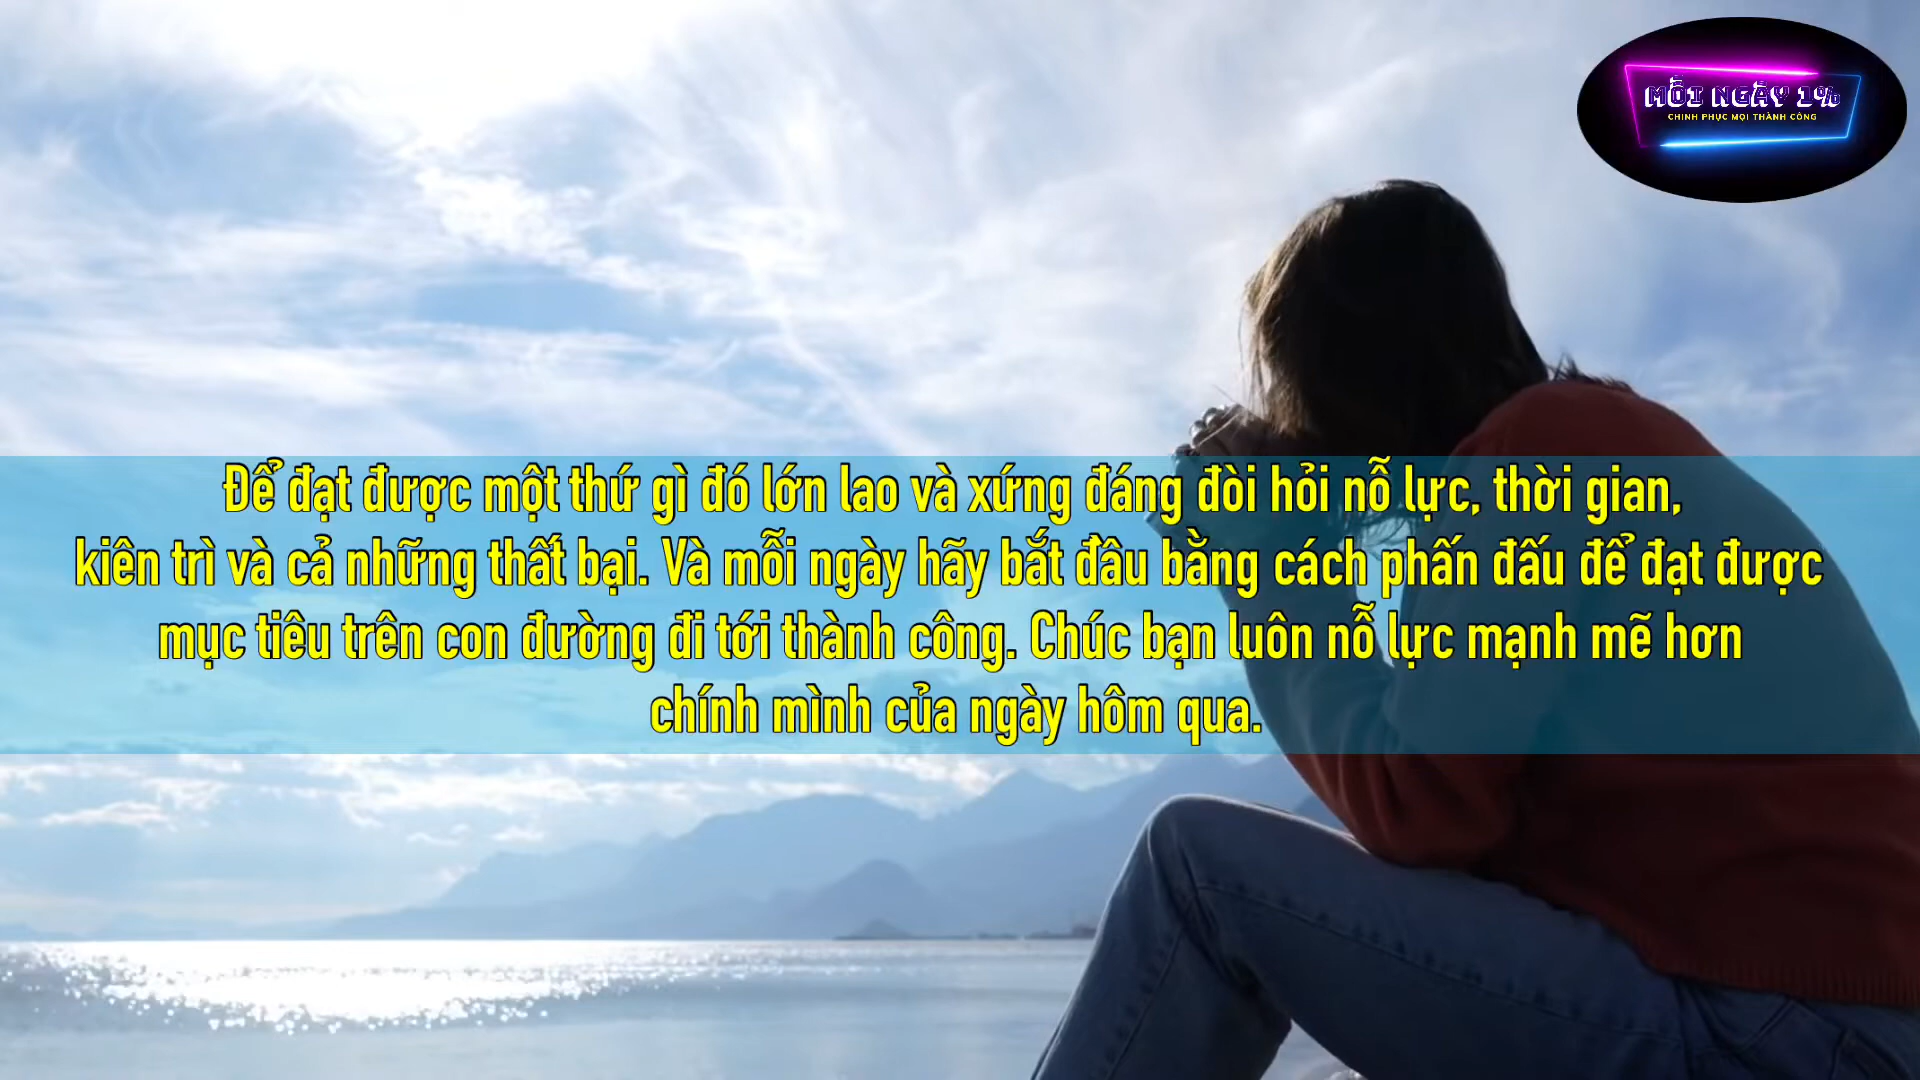 MỖI NGÀY 1%
CHINH PHỤC MỌI THÀNH CÔNG
Để đạt được một thứ gì đó lớn lao và xứng đáng đòi hỏi nỗ lực, thời gian,
kiên trì và cả những thất bại. Và mỗi ngày hãy bắt đầu bằng cách phấn đấu để đạt được
mục tiêu trên con đường đi tới thành công. Chúc bạn luôn nỗ lực mạnh mẽ hơn
chính mình của ngày hôm qua.